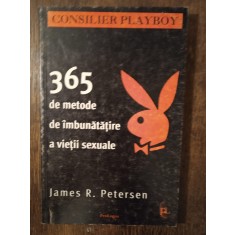 CONSILIER PLAYBOY
365
de metode
de îmbunătăţire
a vieţii sexuale
James R. Petersen